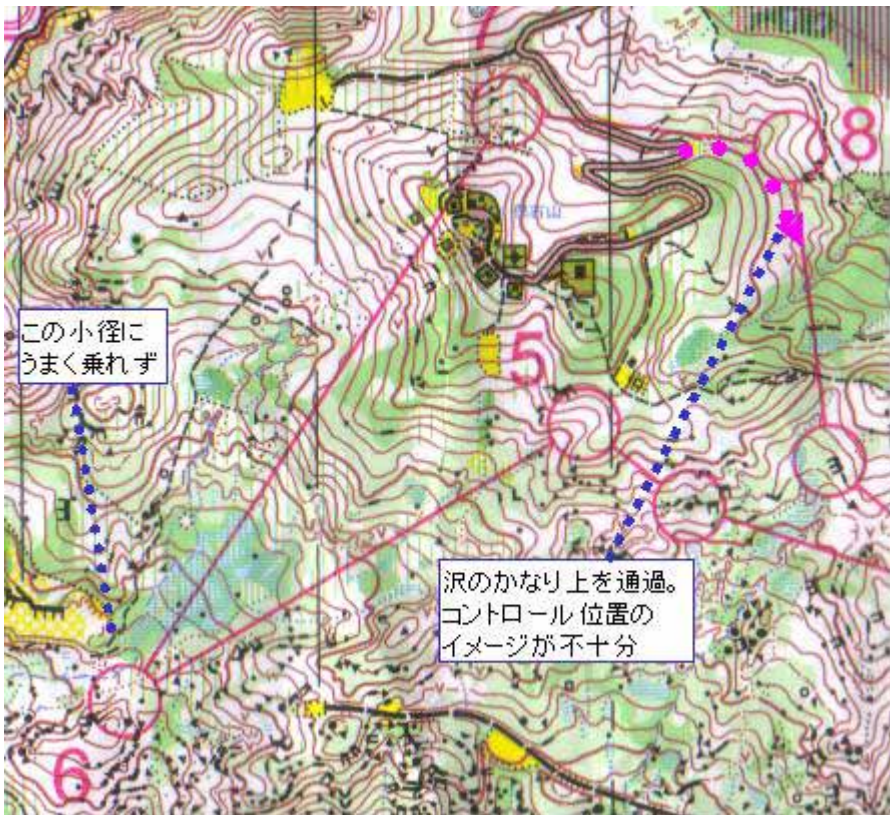 8
この小径に
うまく乗れず
5
沢のかなり上を通過。
コントロール位置の
イメージが不十分
6